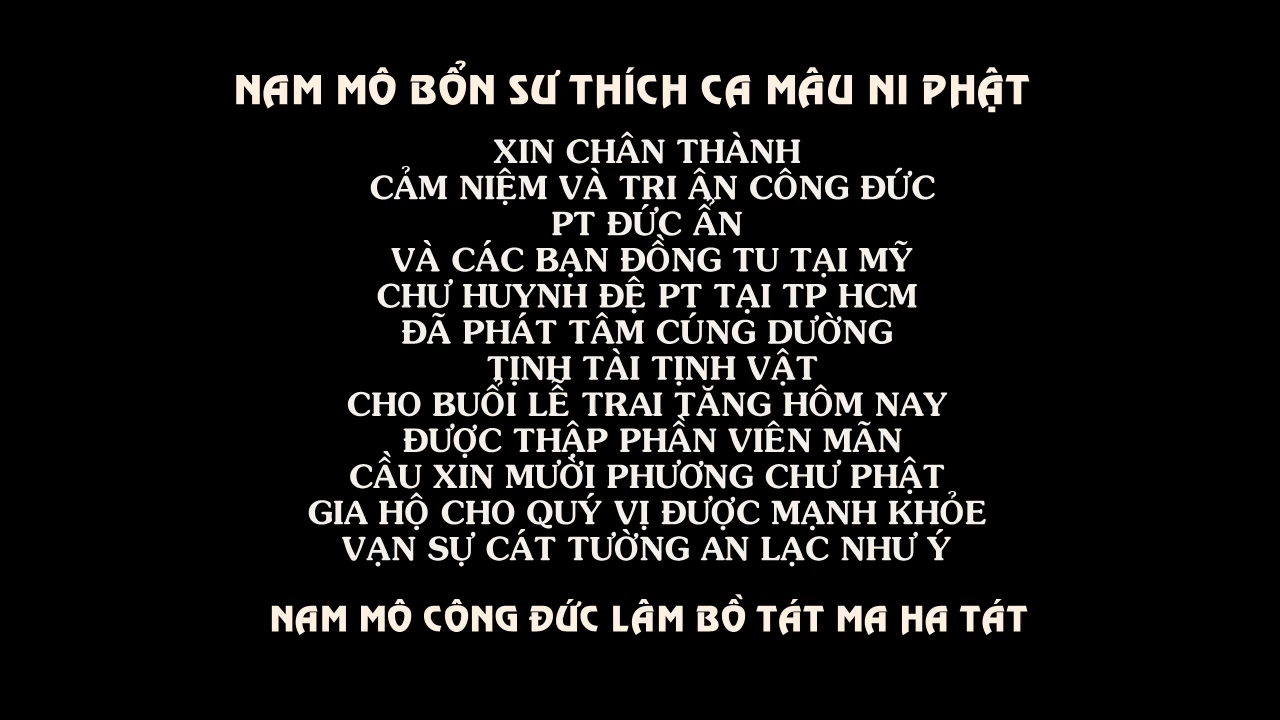 NAM MÔ BỔN SƯ THÍCH CA MÂU NI PHẬT
XIN CHÂN THÀNH
CẢM NIỆM VÀ TRI ÂN CÔNG ĐỨC
PT ĐỨC ẨN
VÀ CÁC BẠN ĐỒNG TU TẠI MỸ
CHƯ HUYNH ĐỆ PT TẠI TP HCM
ĐÃ PHÁT TÂM CÚNG DƯỜNG
TỊNH TÀI TỊNH VẬT
CHO BUỔI LỄ TRAI TĂNG HÔM NAY
ĐƯỢC THẬP PHẦN VIÊN MÃN
CẦU XIN MƯỜI PHƯƠNG CHƯ PHẬT
GIA HỘ CHO QUÝ VỊ ĐƯỢC MẠNH KHỎE
VẠN SỰ CÁT TƯỜNG AN LẠC NHƯ Ý
NAM MÔ CÔNG ĐỨC LÂM BỒ TÁT MA HA TÁT